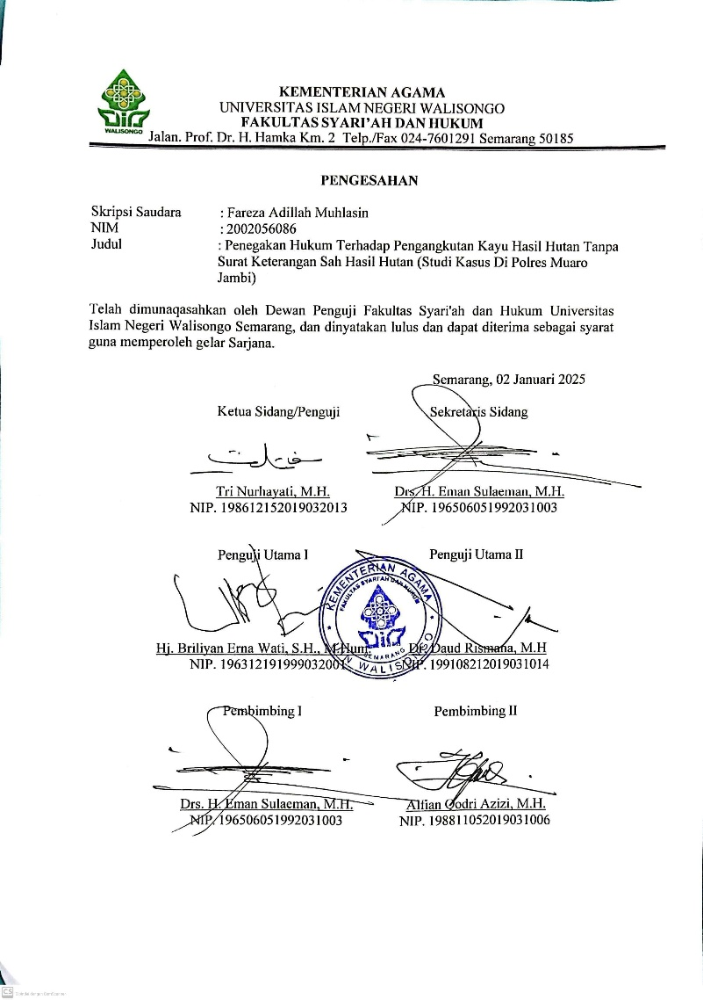 KEMENTERIAN AGAMA
UNIVERSITAS ISLAM NEGERI WALISONGO
FAKULTAS SYARI'AH DAN HUKUM
WALISONGO
Jalan. Prof. Dr. H. Hamka Km. 2 Telp./Fax 024-7601291 Semarang 50185
PENGESAHAN
Skripsi Saudara : Fareza Adillah Muhlasin
NIM : 2002056086
Judul : Penegakan Hukum Terhadap Pengangkutan Kayu Hasil Hutan Tanpa
Surat Keterangan Sah Hasil Hutan (Studi Kasus Di Polres Muaro
Jambi)
Telah dimunaqasahkan oleh Dewan Penguji Fakultas Syari'ah dan Hukum Universitas
Islam Negeri Walisongo Semarang, dan dinyatakan lulus dan dapat diterima sebagai syarat
guna memperoleh gelar Sarjana.
Semarang, 02 Januari 2025
Ketua Sidang/Penguji Sekretaris Sidang
Tri Nurhayati, M.H. Drs. H. Eman Sulaeman, M.H.
NIP. 198612152019032013 NIP. 196506051992031003
Penguji Utama I Penguji Utama II
KEMENTERIAN AGAMA
FAKULTAS SYARI'AH DAN HUKUM
SEMARANG
UIN WALISONGO
Hj. Briliyan Erna Wati, S.H., M.Hum. Dr. Daud Rismana, M.H
NIP. 196312191999032001 NIP. 199108212019031014
Pembimbing I Pembimbing II
Drs. H. Eman Sulaeman, M.H. Alfian Qodri Azizi, M.H.
NIP. 196506051992031003 NIP. 198811052019031006
CS